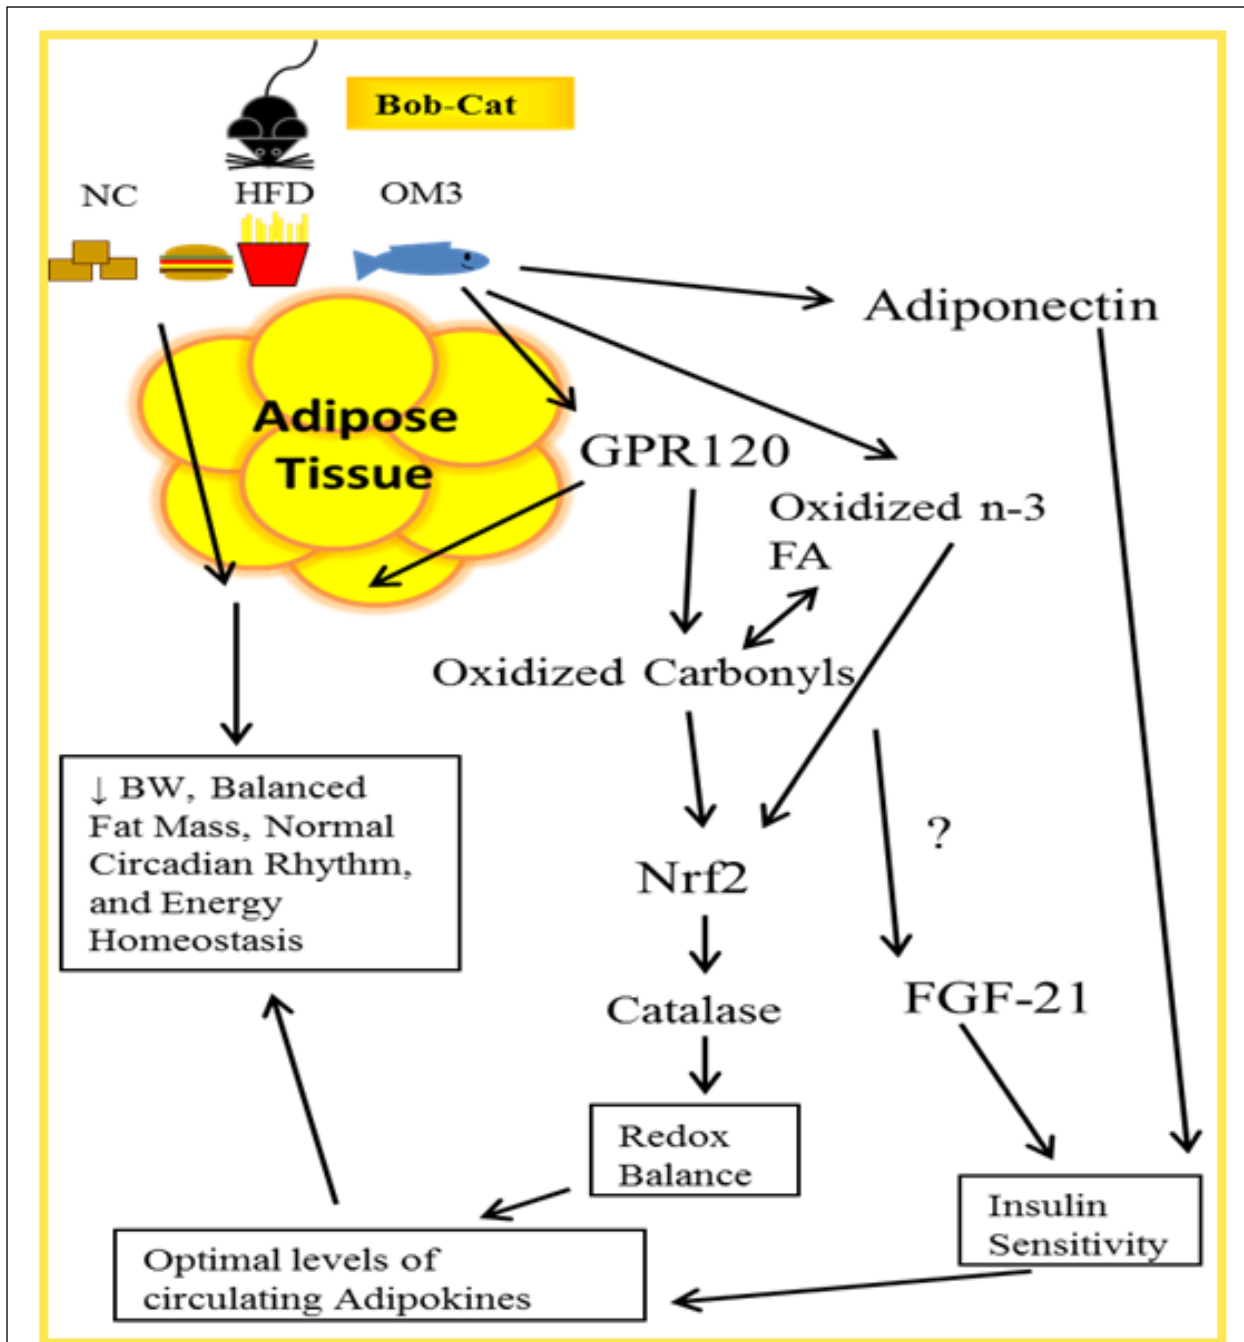 Bob-Cat
NC
HFD
OM3
Adiponectin
Adipose
Tissue
GPR120
Oxidized n-3
FA
Oxidized Carbonyls
↓ BW, Balanced
Fat Mass, Normal
Circadian Rhythm,
and Energy
Homeostasis
?
Nrf2
Catalase
FGF-21
Redox
Balance
Insulin
Sensitivity
Optimal levels of
circulating Adipokines